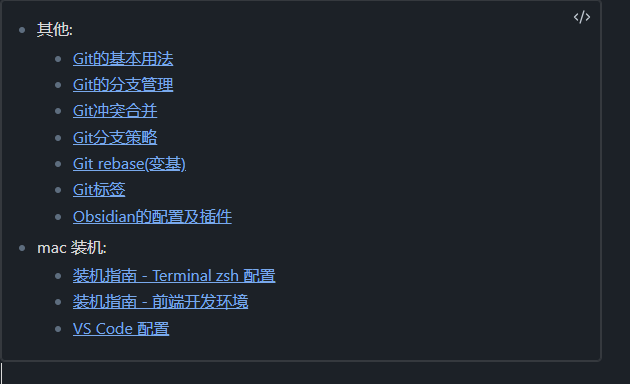 其他:
Git的基本用法
Git的分支管理
Git冲突合并
Git分支策略
Git rebase(变基)
Git标签
Obsidian的配置及插件
mac 装机:
装机指南 - Terminal zsh 配置
装机指南 - 前端开发环境
VS Code 配置